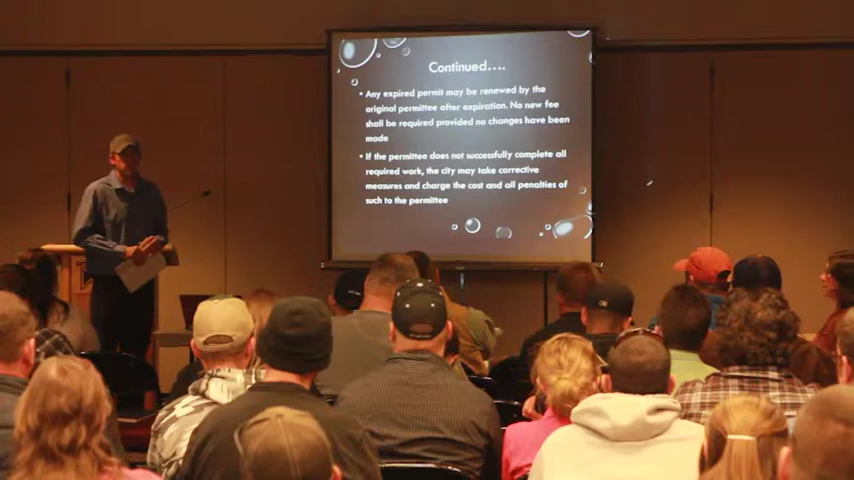 Continued....
• Any expired permit may be renewed by the
original permittee after expiration. No new fee
shall be required provided no changes have been
made
• If the permittee does not successfully complete all
required work, the city may take corrective
measures and charge the cost and all penalties of
such to the permittee